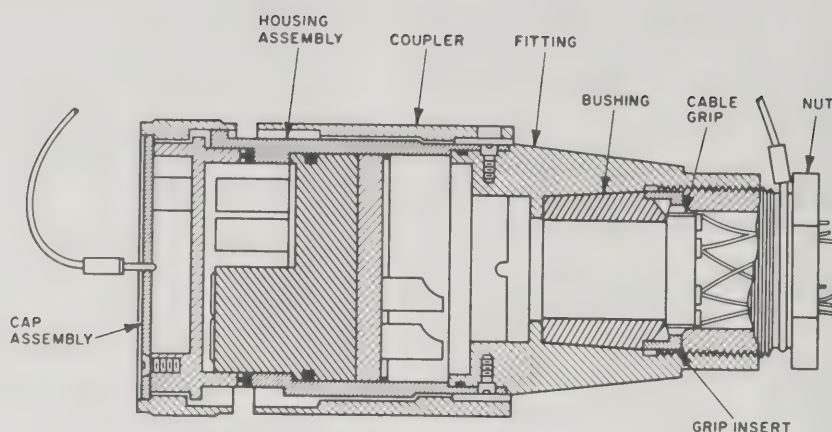 HOUSING
ASSEMBLY
COUPLER
FITTING
BUSHING
CABLE
GRIP
NUT
CAP
ASSEMBLY
GRIP INSERT